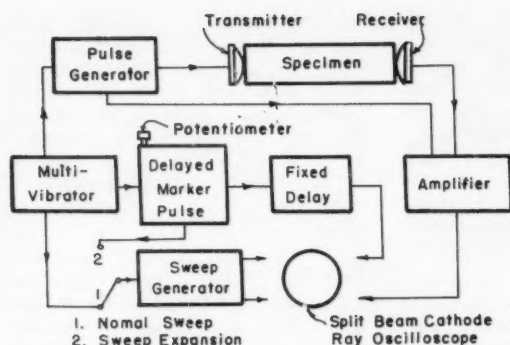 Transmitter
Receiver
Pulse
Generator
Specimen
Potentiometer
Multi-
Vibrator
Delayed
Marker
Pulse
Fixed
Delay
Amplifier
2
1
Sweep
Generator
1. Nomal Sweep
2. Sweep Expansion
Split Beam Cathode
Ray Oscilloscope